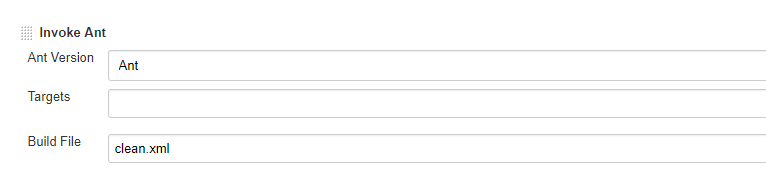 Invoke Ant
Ant Version Ant
Targets
Build File clean.xml